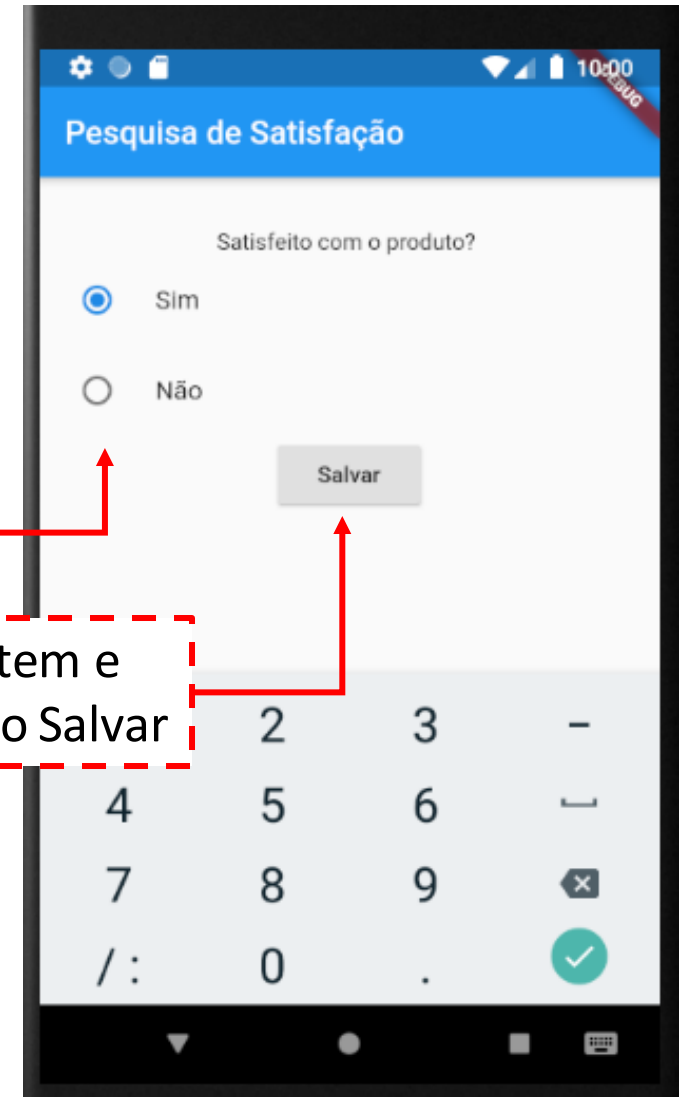 10:00
DEBUG
Pesquisa de Satisfação
Satisfeito com o produto?
Sim
Não
Salvar
tem e
o Salvar
2 3 -
4 5 6
7 8 9
/ : 0 .